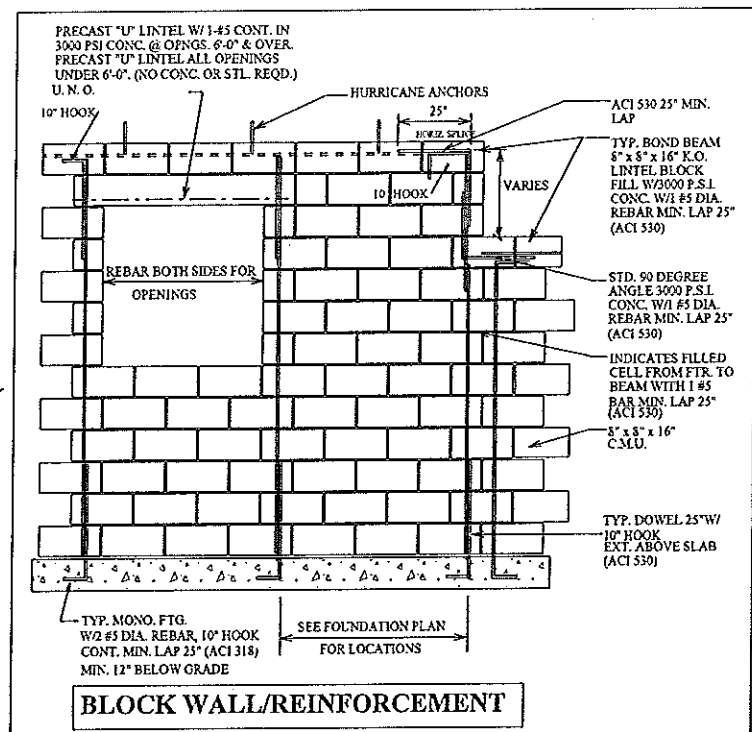 PRECAST "U" LINTEL W/ 1-#5 CONT. IN
3000 PSI CONC. @ OPNGS. 6'-0" & OVER.
PRECAST "U" LINTEL ALL OPENINGS
UNDER 6'-0". (NO CONC. OR STL. REQD.)
U. N. O.
10" HOOK
HURRICANE ANCHORS
25"
HORIZ. SPLICE
10" HOOK
ACI 530 25" MIN.
LAP
TYP. BOND BEAM
8" x 8" x 16" K.O.
LINTEL BLOCK
FILL W/3000 P.S.I.
CONC. W/1 #5 DIA.
REBAR MIN. LAP 25"
(ACI 530)
VARIES
REBAR BOTH SIDES FOR
OPENINGS
STD. 90 DEGREE
ANGLE 3000 P.S.I.
CONC. W/1 #5 DIA.
REBAR MIN. LAP 25"
(ACI 530)
INDICATES FILLED
CELL FROM FTR. TO
BEAM WITH 1 #5
BAR MIN. LAP 25"
(ACI 530)
8" x 8" x 16"
C.M.U.
TYP. DOWEL 25"W/
10" HOOK
EXT. ABOVE SLAB
(ACI 530)
TYP. MONO. FTG.
W/2 #5 DIA. REBAR, 10" HOOK
CONT. MIN. LAP 25" (ACI 318)
MIN. 12" BELOW GRADE
SEE FOUNDATION PLAN
FOR LOCATIONS
BLOCK WALL/REINFORCEMENT